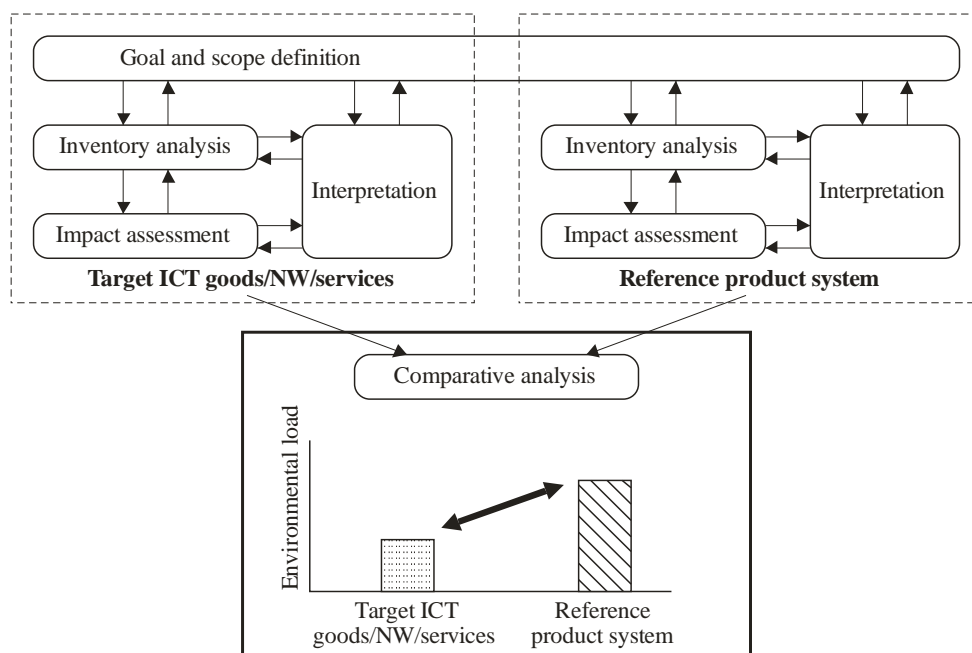 Goal and scope definition
Inventory analysis
Interpretation
Impact assessment
Target ICT goods/NW/services
Inventory analysis
Interpretation
Impact assessment
Reference product system
Comparative analysis
Environmental load
Target ICT
goods/NW/services
Reference
product system